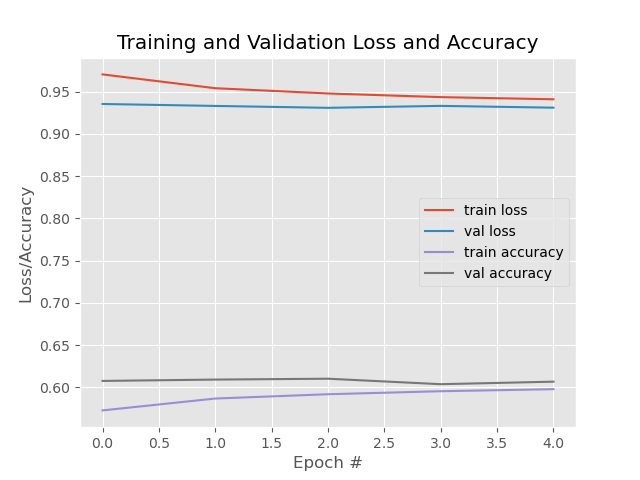 Training and Validation Loss and Accuracy
Loss/Accuracy
0.95
0.90
0.85
0.80
0.75
0.70
0.65
0.60
train loss
val loss
train accuracy
val accuracy
0.0 0.5 1.0 1.5 2.0 2.5 3.0 3.5 4.0
Epoch #